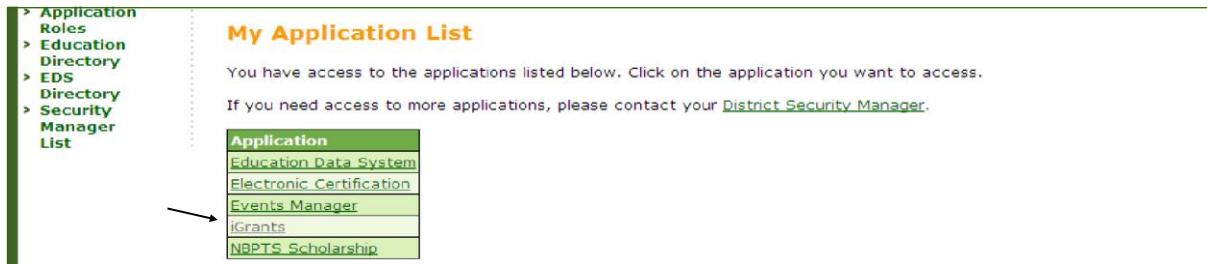 > Application
Roles
> Education
Directory
> EDS
Directory
> Security
Manager
List
My Application List
You have access to the applications listed below. Click on the application you want to access.
If you need access to more applications, please contact your District Security Manager.
Application
Education Data System
Electronic Certification
Events Manager
iGrants
NBPTS Scholarship